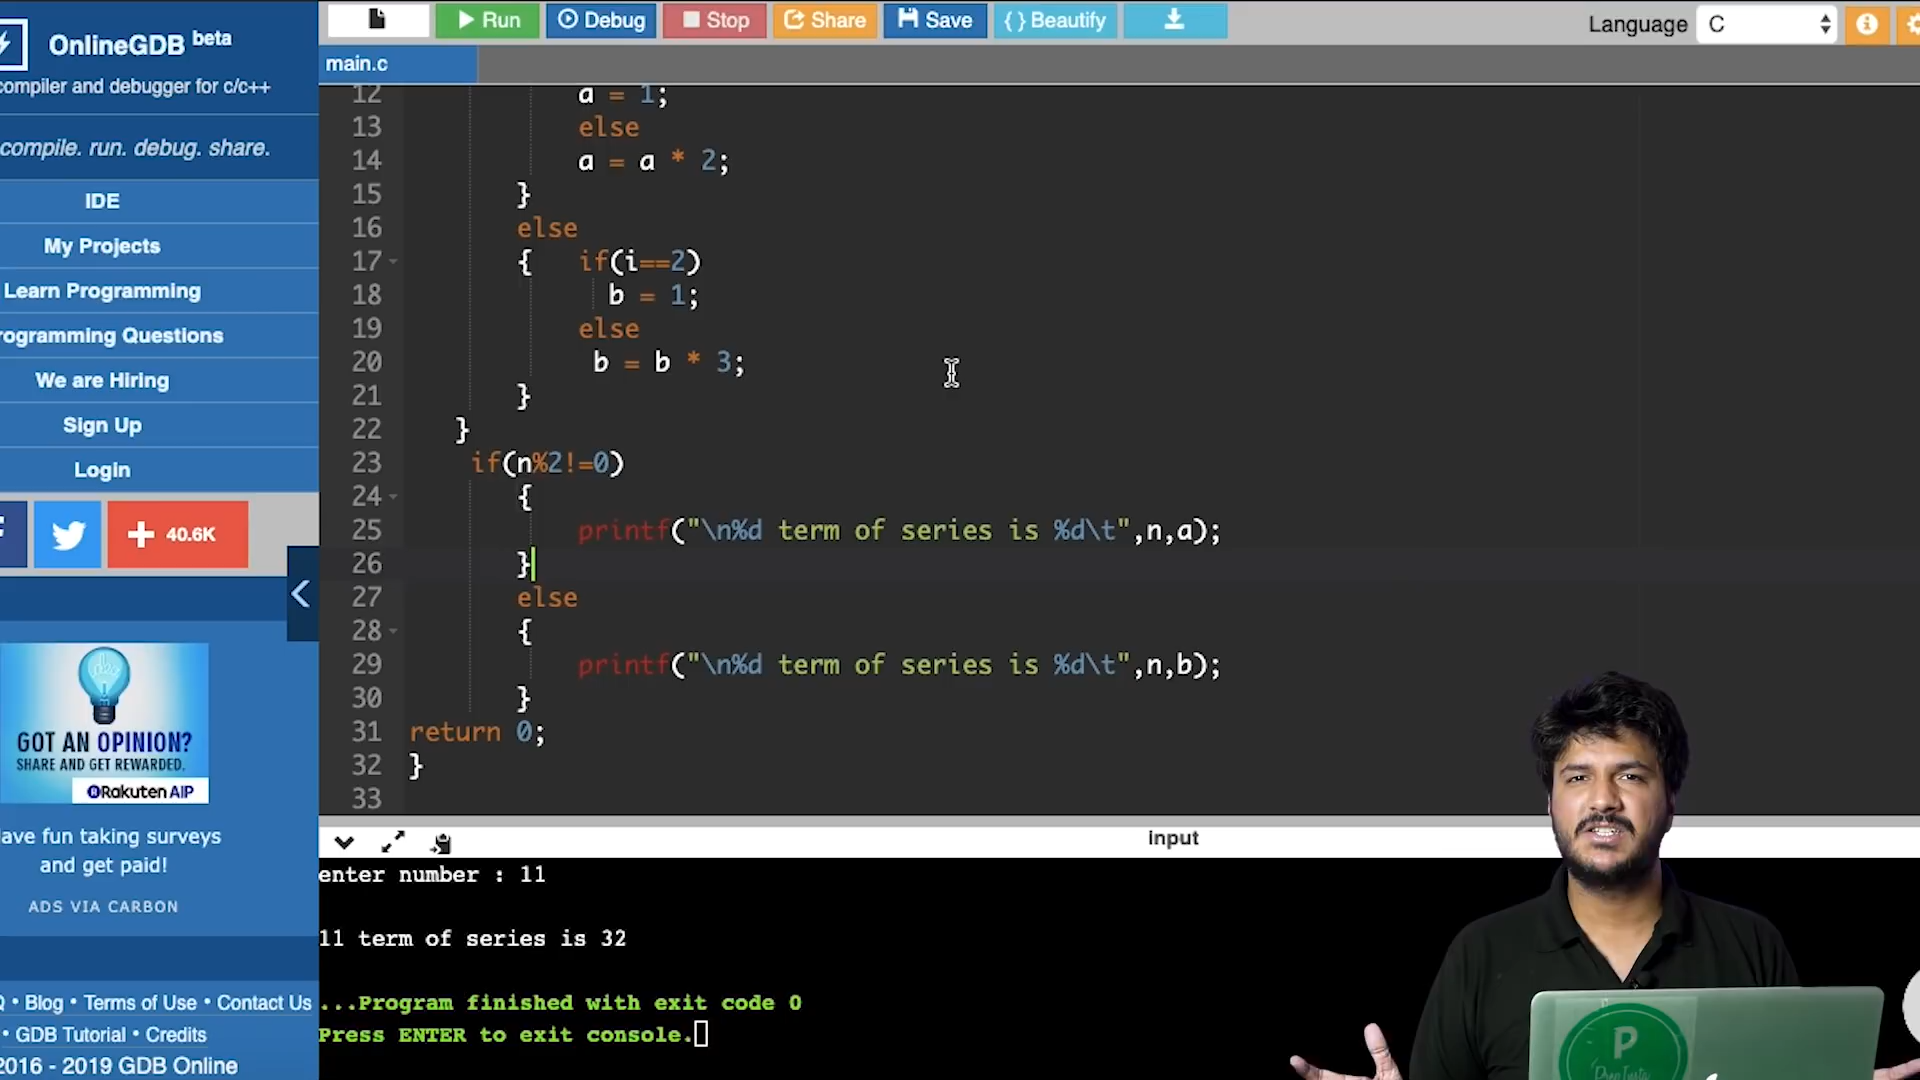 OnlineGDB beta
compiler and debugger for c/c++
compile. run. debug. share.
IDE
My Projects
Learn Programming
rogramming Questions
We are Hiring
Sign Up
Login
40.6K
GOT AN OPINION?
SHARE AND GET REWARDED.
Rakuten AIP
ave fun taking surveys
and get paid!
ADS VIA CARBON
Q • Blog • Terms of Use • Contact Us
• GDB Tutorial • Credits
2016 - 2019 GDB Online
Run Debug Stop Share Save { } Beautify
Language C
main.c
12 a = 1;
13 else
14 a = a * 2;
15 }
16 else
17 { if(i==2)
18 b = 1;
19 else
20 b = b * 3;
21 }
22 }
23 if(n%2!=0)
24 {
25 printf("\n%d term of series is %d\t",n,a);
26 }
27 else
28 {
29 printf("\n%d term of series is %d\t",n,b);
30 }
31 return 0;
32 }
33
input
enter number : 11
11 term of series is 32
...Program finished with exit code 0
Press ENTER to exit console.
P
PrepInsta